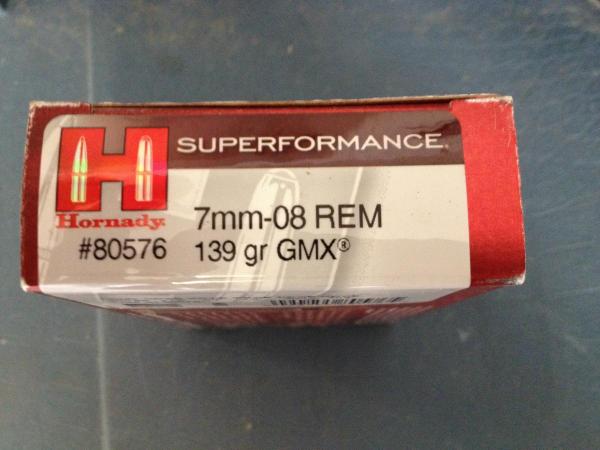 SUPERFORMANCE
Hornady
7mm-08 REM
#80576
139 gr GMX®